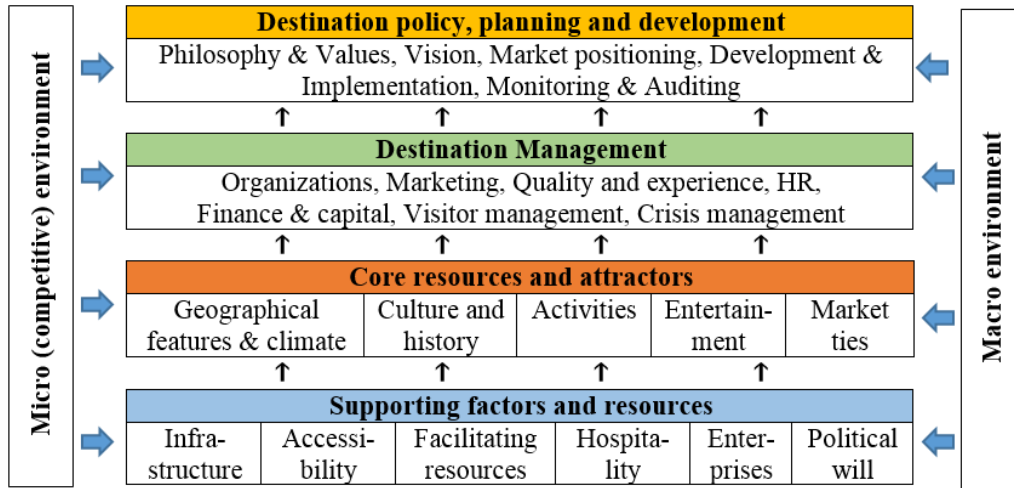 Micro (competitive) environment
Destination policy, planning and development
Philosophy & Values, Vision, Market positioning, Development &
Implementation, Monitoring & Auditing
Destination Management
Organizations, Marketing, Quality and experience, HR,
Finance & capital, Visitor management, Crisis management
Core resources and attractors
Geographical
features & climate
Culture and
history
Activities
Entertain-
ment
Market
ties
Supporting factors and resources
Infra-
structure
Accessi-
bility
Facilitating
resources
Hospita-
lity
Enter-
prises
Political
will
Macro environment